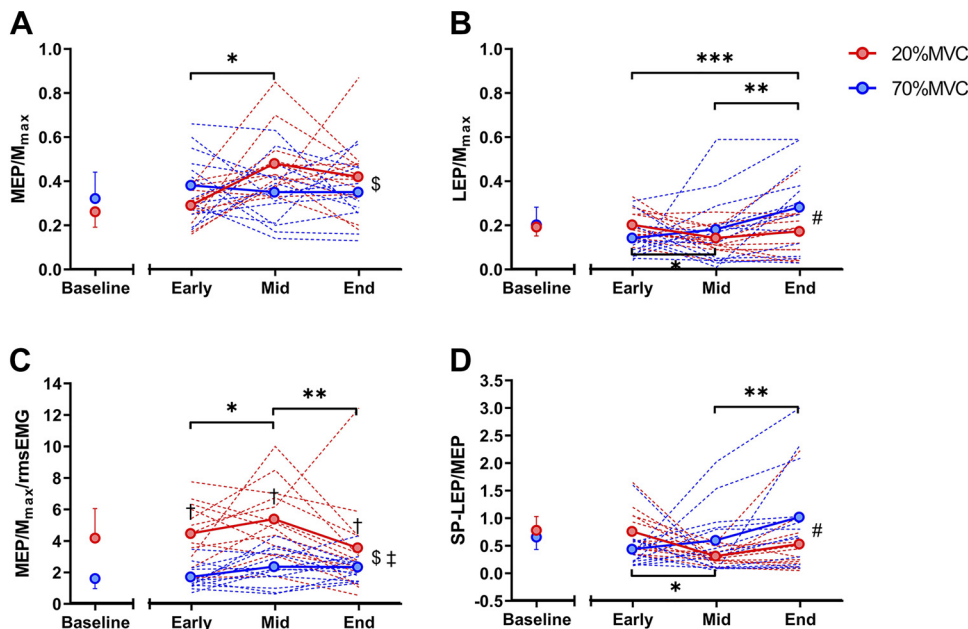 A
MEP/Mmax
1.0
0.8
0.6
0.4
0.2
0.0
*
$
Baseline Early Mid End
B
LEP/Mmax
1.0
0.8
0.6
0.4
0.2
0.0
***
**
*
#
Baseline Early Mid End
20%MVC
70%MVC
C
MEP/Mmax/rmsEMG
14
12
10
8
6
4
2
0
* **
† † †
$ ‡
Baseline Early Mid End
D
SP-LEP/MEP
3.5
3.0
2.5
2.0
1.5
1.0
0.5
0.0
-0.5
**
*
#
Baseline Early Mid End